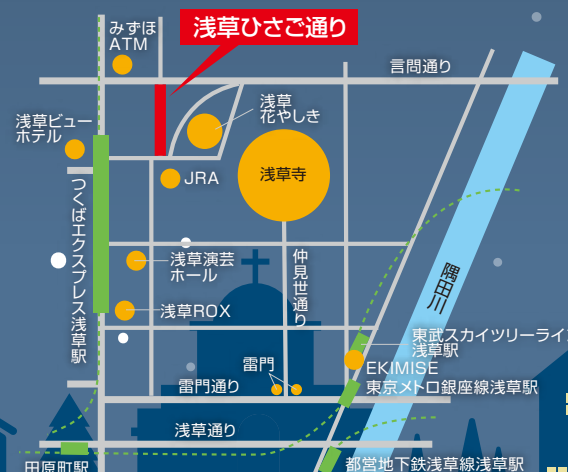 みずほ
ATM
浅草ひさご通り
言問通り
浅草
花やしき
浅草ビュー
ホテル
浅草寺
JRA
つくばエクスプレス浅草駅
浅草演芸
ホール
仲見世通り
隅田川
浅草ROX
東武スカイツリーライン
浅草駅
EKIMISE
雷門
雷門通り
東京メトロ銀座線浅草駅
浅草通り
田原町駅
都営地下鉄浅草線浅草駅